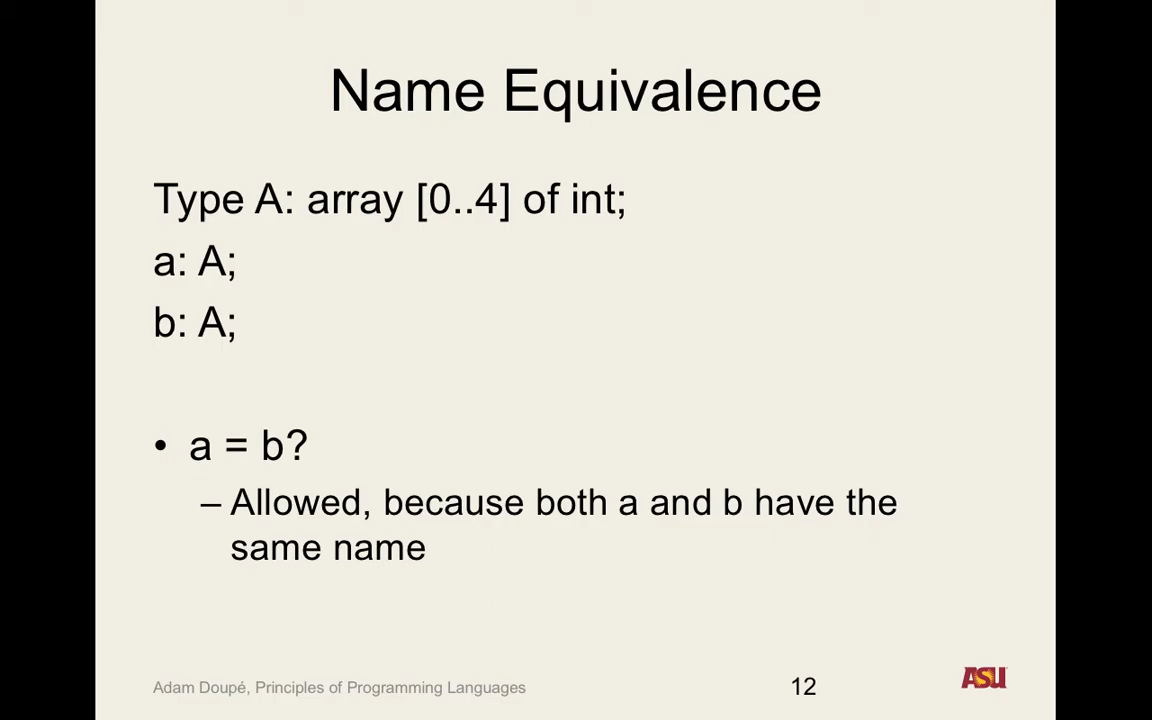 Name Equivalence
Type A: array [0..4] of int;
a: A;
b: A;
• a = b?
– Allowed, because both a and b have the
same name
Adam Doupé, Principles of Programming Languages
12
ASU